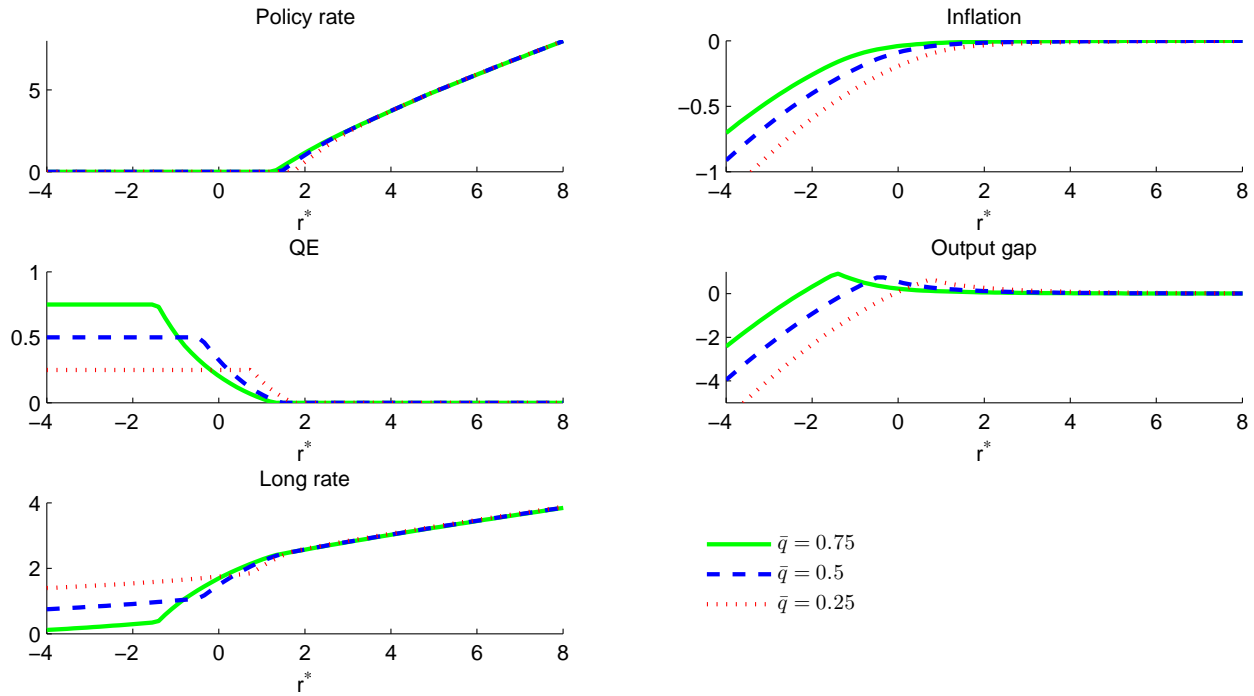 Policy rate
5
0
−4 −2 0 2 4 6 8
r*
Inflation
0
−0.5
−1
−4 −2 0 2 4 6 8
r*
QE
1
0.5
0
−4 −2 0 2 4 6 8
r*
Output gap
0
−2
−4
−4 −2 0 2 4 6 8
r*
Long rate
4
2
0
−4 −2 0 2 4 6 8
r*
q̄ = 0.75
q̄ = 0.5
q̄ = 0.25